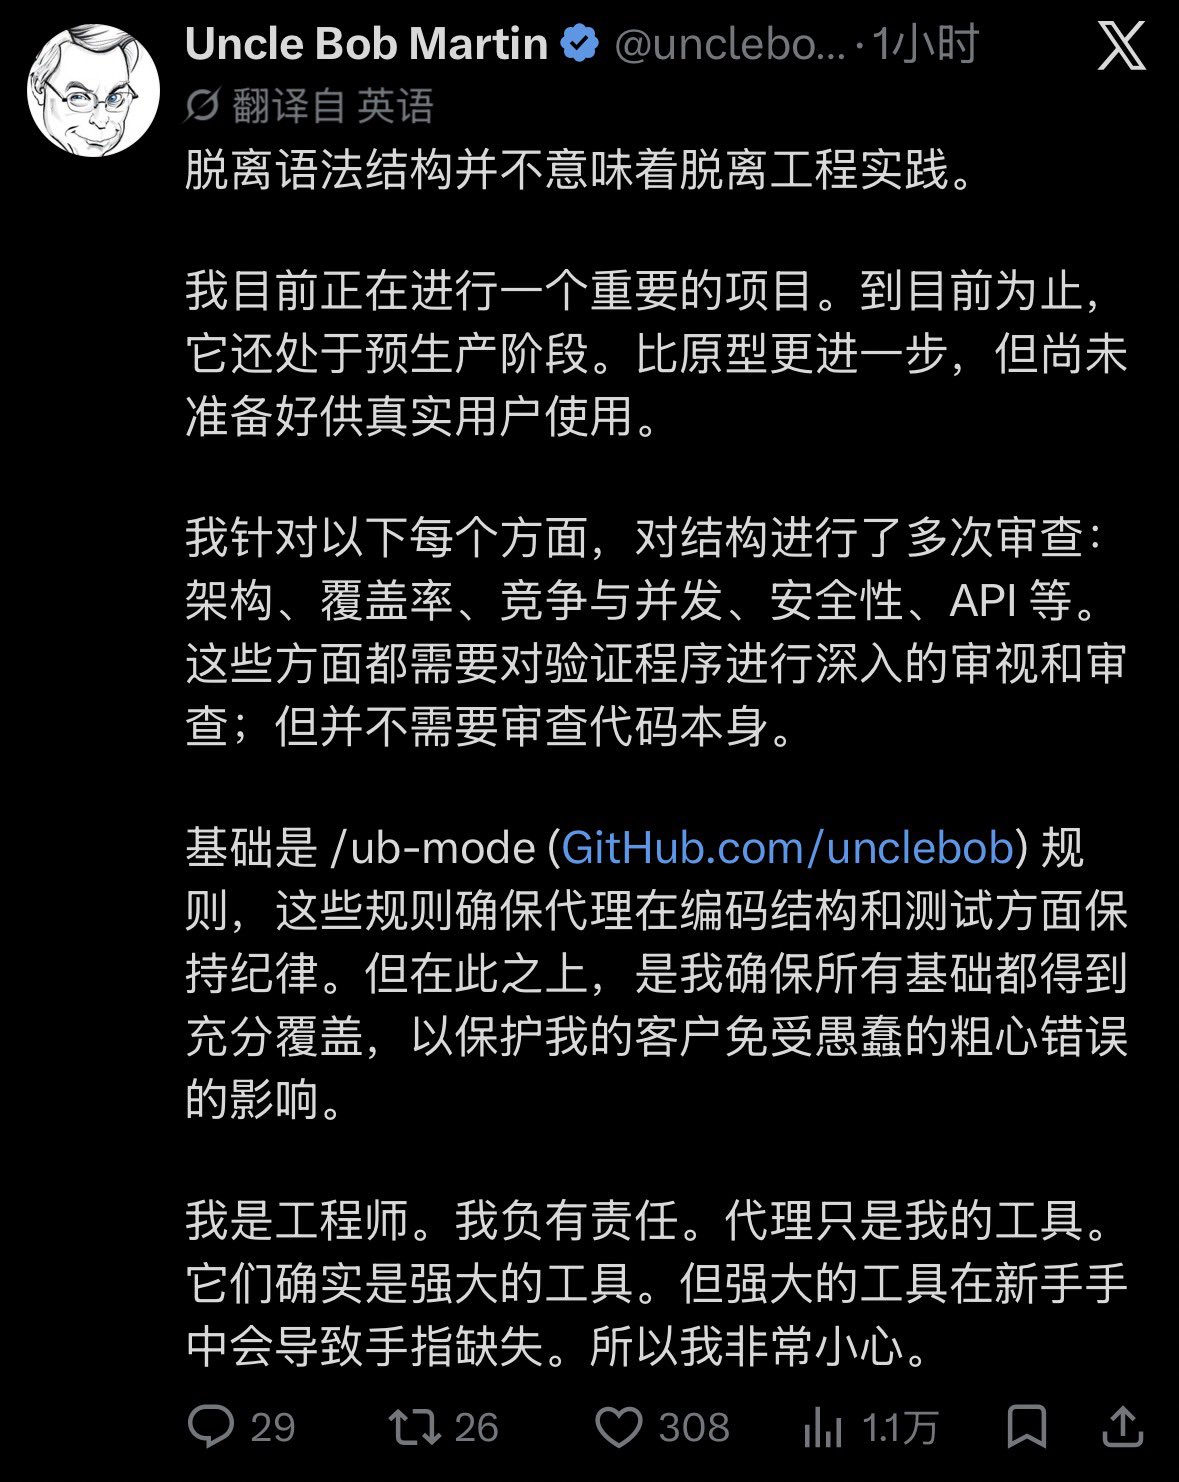 Uncle Bob Martin @unclebo... · 1小时
翻译自 英语
脱离语法结构并不意味着脱离工程实践。
我目前正在进行一个重要的项目。到目前为止，
它还处于预生产阶段。比原型更进一步，但尚未
准备好供真实用户使用。
我针对以下每个方面，对结构进行了多次审查：
架构、覆盖率、竞争与并发、安全性、API 等。
这些方面都需要对验证程序进行深入的审视和审
查；但并不需要审查代码本身。
基础是 /ub-mode (GitHub.com/unclebob) 规
则，这些规则确保代理在编码结构和测试方面保
持纪律。但在此之上，是我确保所有基础都得到
充分覆盖，以保护我的客户免受愚蠢的粗心错误
的影响。
我是工程师。我负有责任。代理只是我的工具。
它们确实是强大的工具。但强大的工具在新手手
中会导致手指缺失。所以我非常小心。
29 26 308 1.1万